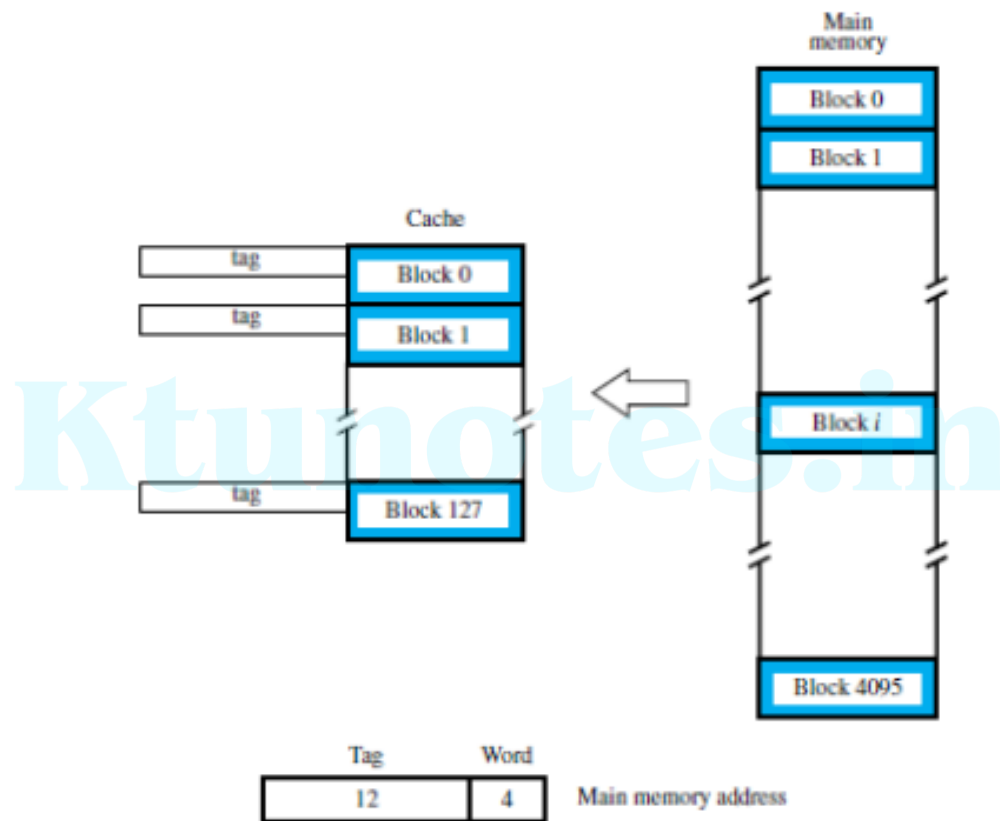 Main
memory
Block 0
Block 1
Cache
tag
Block 0
tag
Block 1
Block i
Ktunotes.in
tag
Block 127
Block 4095
Tag Word
12 4 Main memory address